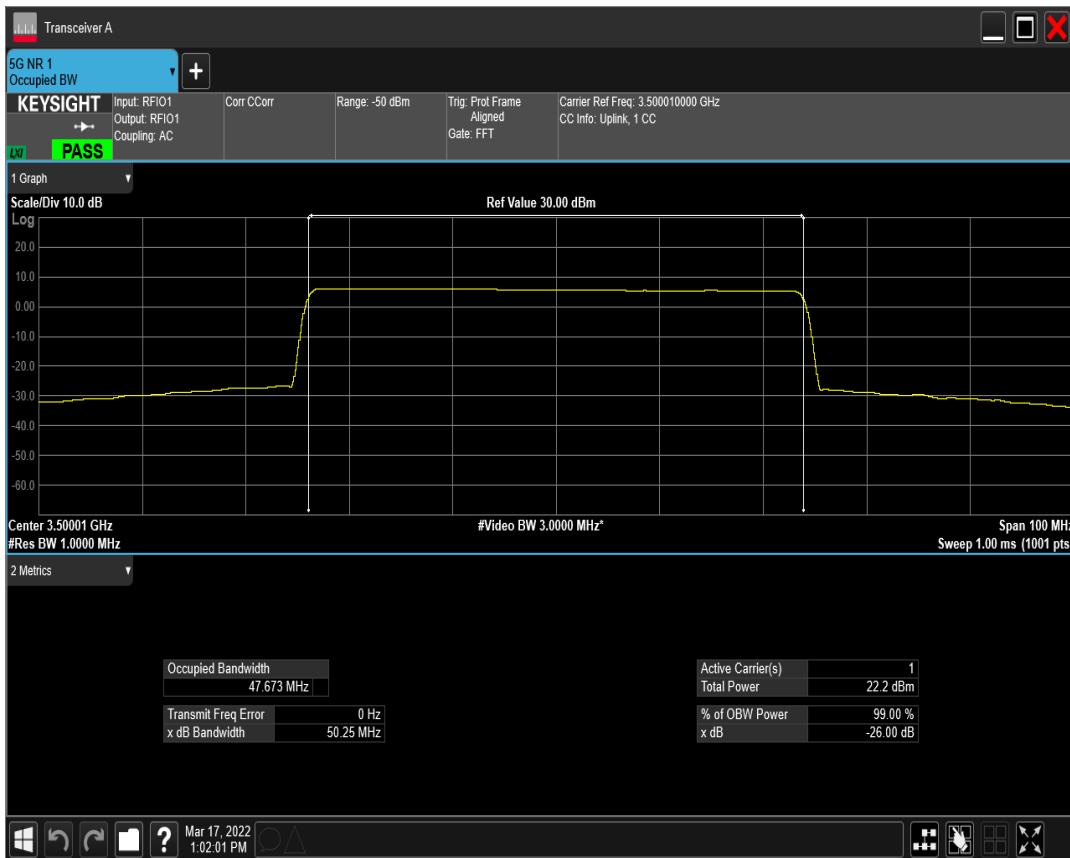 Transceiver A
5G NR 1
Occupied BW
KEYSIGHT
LXI
PASS
Input: RFIO1
Output: RFIO1
Coupling: AC
Corr CCorr
Range: -50 dBm
Trig: Prot Frame
Aligned
Gate: FFT
Carrier Ref Freq: 3.500010000 GHz
CC Info: Uplink, 1 CC
1 Graph
Scale/Div 10.0 dB
Ref Value 30.00 dBm
Log
20.0
10.0
0.00
-10.0
-20.0
-30.0
-40.0
-50.0
-60.0
Center 3.50001 GHz
#Video BW 3.0000 MHz*
Span 100 MHz
#Res BW 1.0000 MHz
Sweep 1.00 ms (1001 pts
2 Metrics
Occupied Bandwidth
47.673 MHz
Transmit Freq Error 0 Hz
x dB Bandwidth 50.25 MHz
Active Carrier(s) 1
Total Power 22.2 dBm
% of OBW Power 99.00 %
x dB -26.00 dB
?
Mar 17, 2022
1:02:01 PM